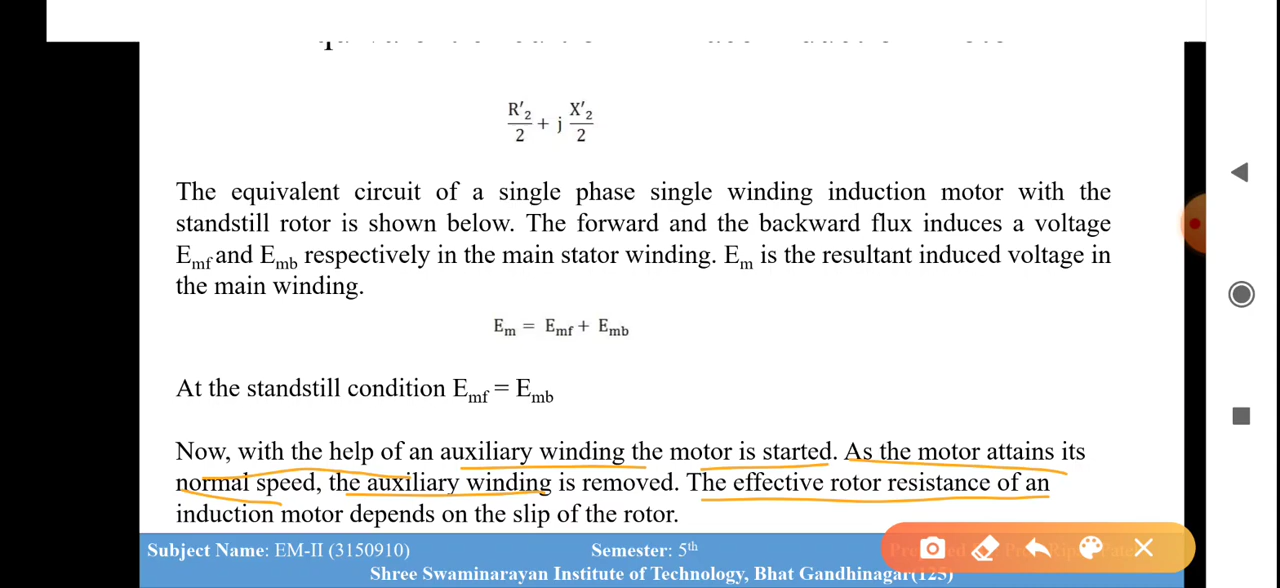 R′2/2 + j X′2/2
The equivalent circuit of a single phase single winding induction motor with the
standstill rotor is shown below. The forward and the backward flux induces a voltage
Emf and Emb respectively in the main stator winding. Em is the resultant induced voltage in
the main winding.
Em = Emf + Emb
At the standstill condition Emf = Emb
Now, with the help of an auxiliary winding the motor is started. As the motor attains its
normal speed, the auxiliary winding is removed. The effective rotor resistance of an
induction motor depends on the slip of the rotor.
Subject Name: EM-II (3150910) Semester: 5th
Shree Swaminarayan Institute of Technology, Bhat Gandhinagar(125)